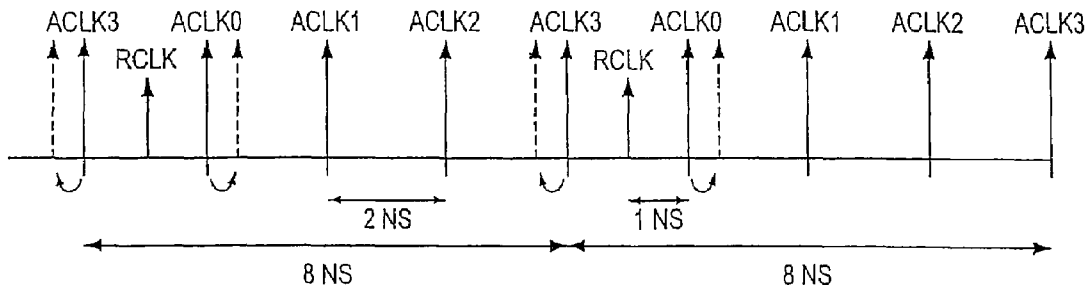 ACLK3 ACLK0 ACLK1 ACLK2 ACLK3 ACLK0 ACLK1 ACLK2 ACLK3
RCLK RCLK
2 NS 1 NS
8 NS 8 NS